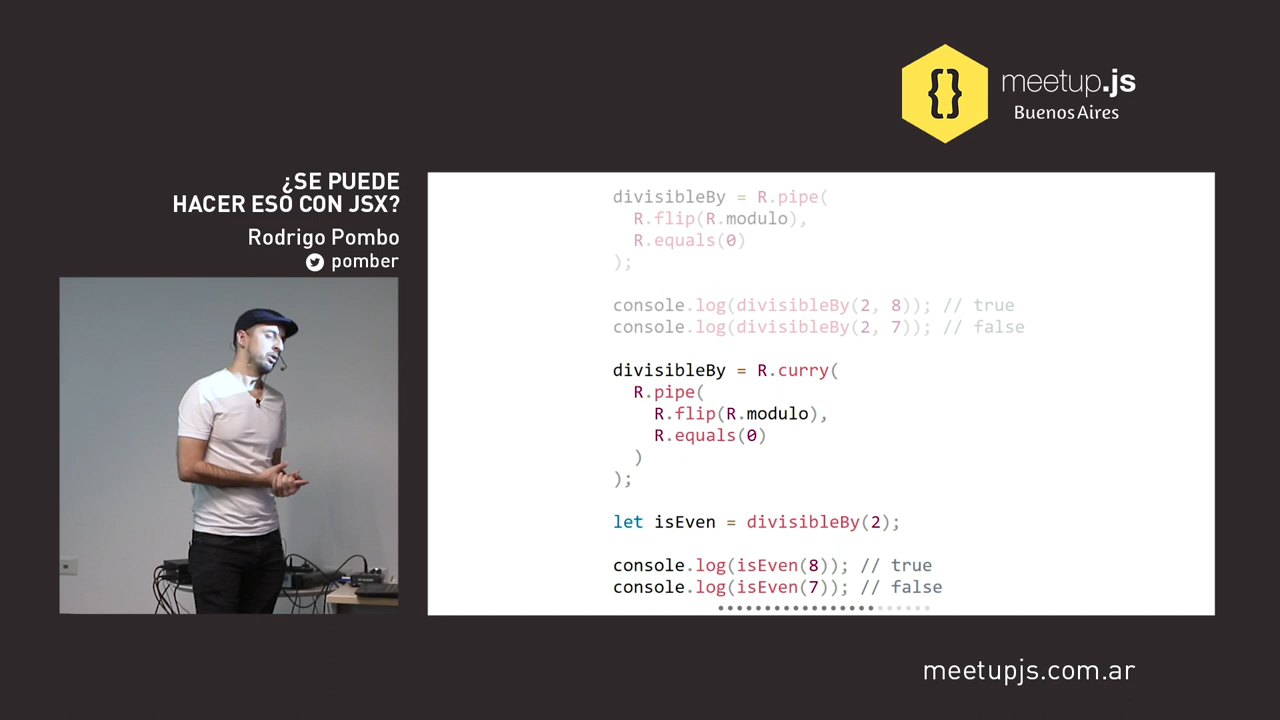 {}
meetup.js
Buenos Aires
¿SE PUEDE
HACER ESO CON JSX?
Rodrigo Pombo
pomber
divisibleBy = R.pipe(
  R.flip(R.modulo),
  R.equals(0)
);
console.log(divisibleBy(2, 8)); // true
console.log(divisibleBy(2, 7)); // false
divisibleBy = R.curry(
  R.pipe(
    R.flip(R.modulo),
    R.equals(0)
  )
);
let isEven = divisibleBy(2);
console.log(isEven(8)); // true
console.log(isEven(7)); // false
meetupjs.com.ar